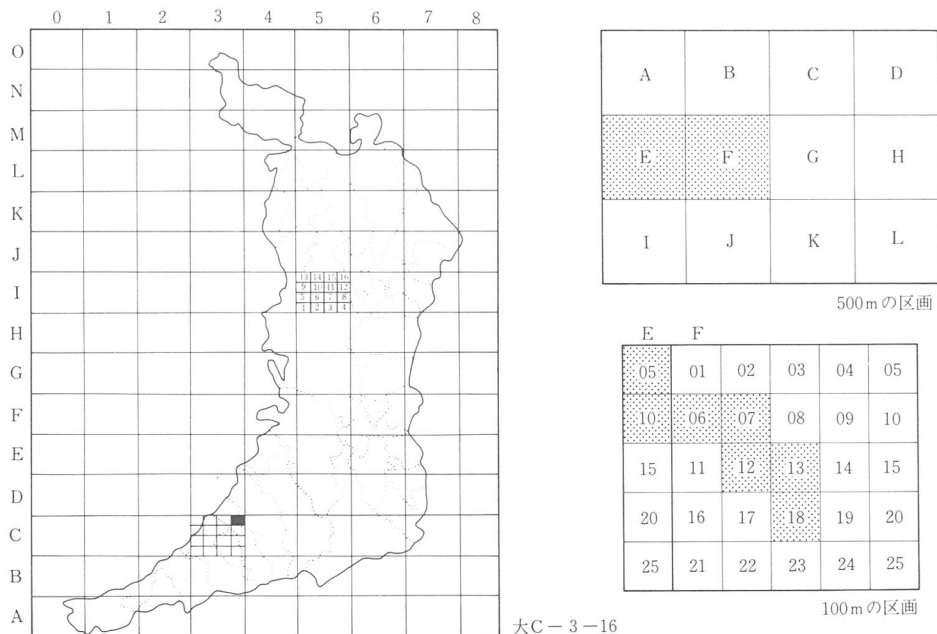 0 1 2 3 4 5 6 7 8
O
N
M
L
K
J
I
H
G
F
E
D
C
B
A
13 14 15 16
9 10 11 12
5 6 7 8
1 2 3 4
大C－3－16
A B C D
E F G H
I J K L
500mの区画
E F
05 01 02 03 04 05
10 06 07 08 09 10
15 11 12 13 14 15
20 16 17 18 19 20
25 21 22 23 24 25
100mの区画